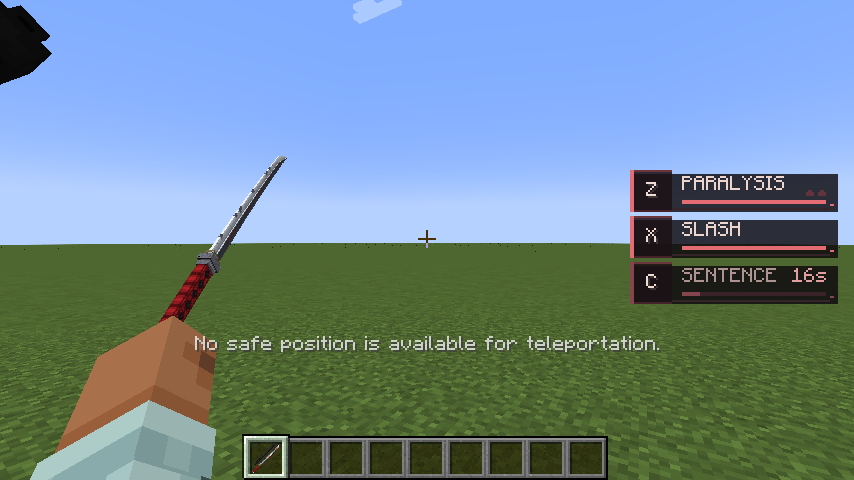 Z PARALYSIS
X SLASH
C SENTENCE 16s
No safe position is available for teleportation.